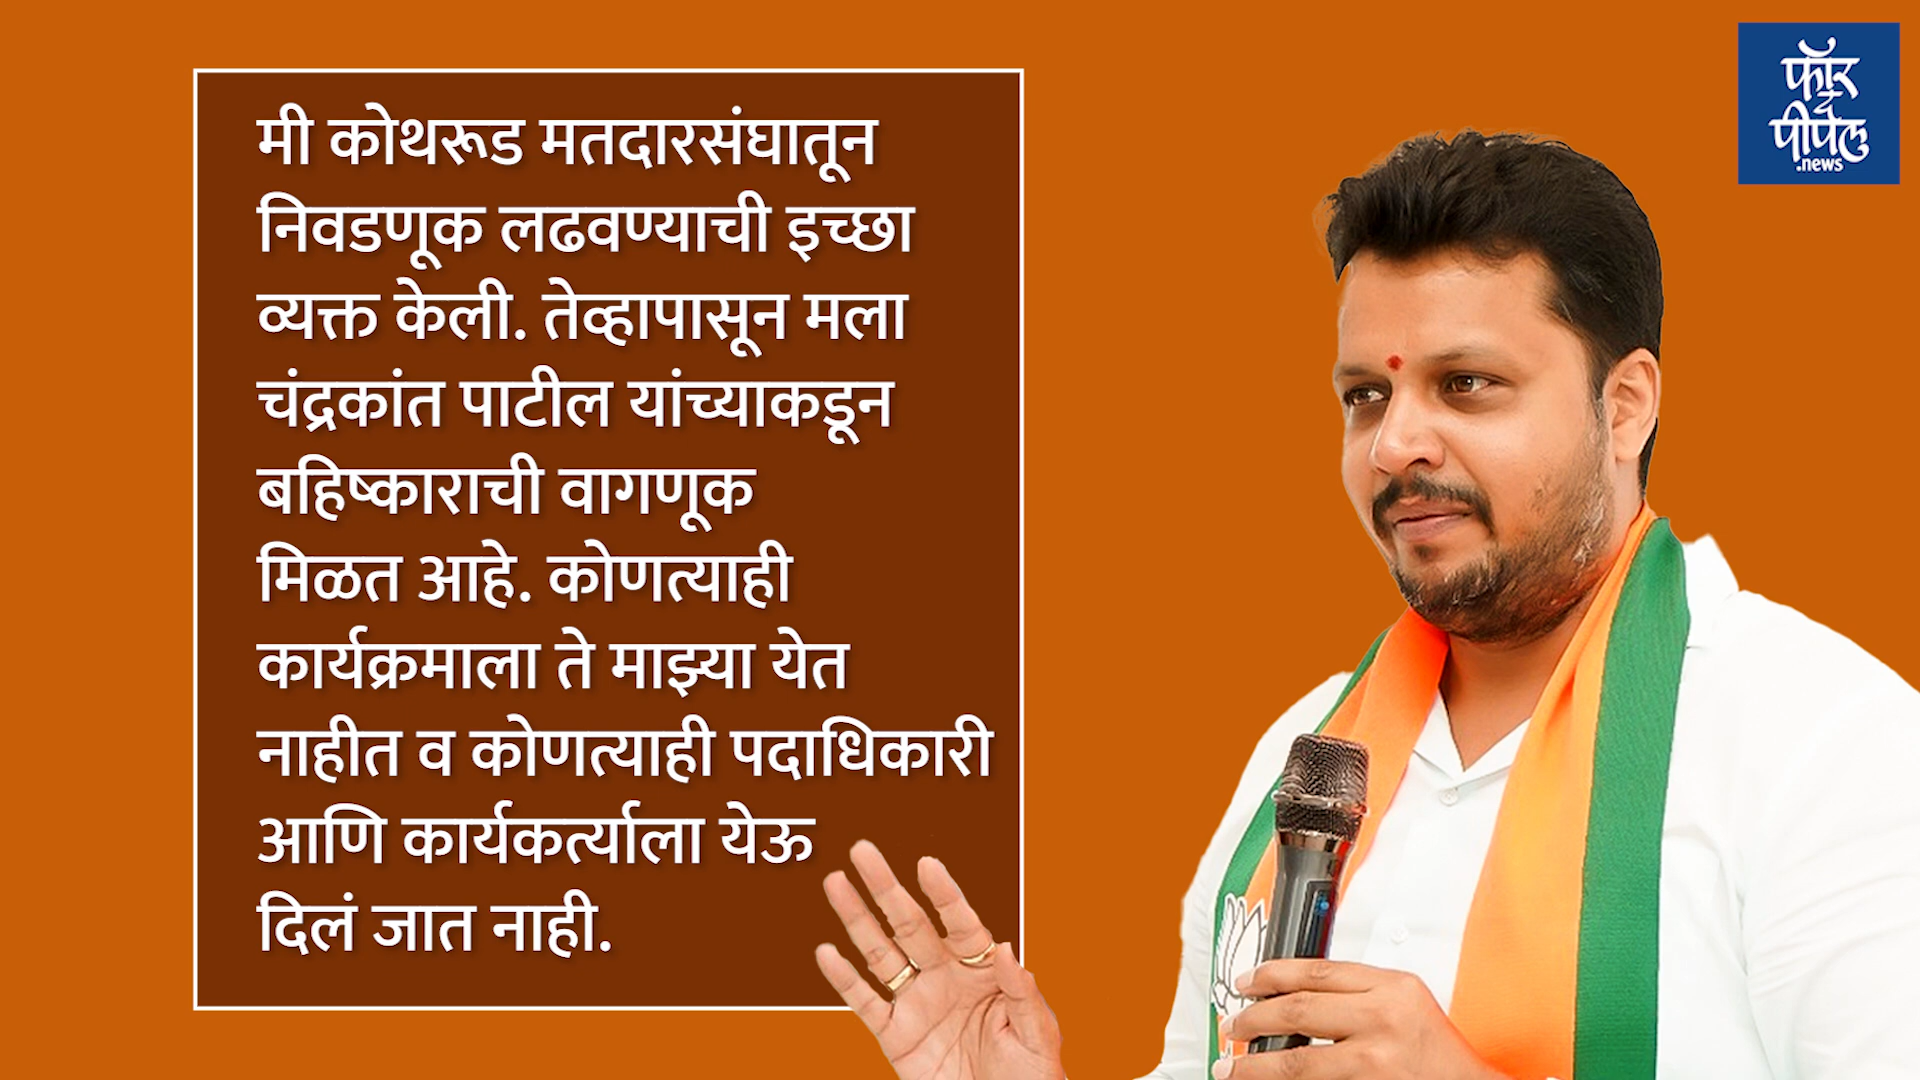 मी कोथरूड मतदारसंघातून
निवडणूक लढवण्याची इच्छा
व्यक्त केली. तेव्हापासून मला
चंद्रकांत पाटील यांच्याकडून
बहिष्काराची वागणूक
मिळत आहे. कोणत्याही
कार्यक्रमाला ते माझ्या येत
नाहीत व कोणत्याही पदाधिकारी
आणि कार्यकर्त्याला येऊ
दिलं जात नाही.
फॉर
द
पीपल
.news